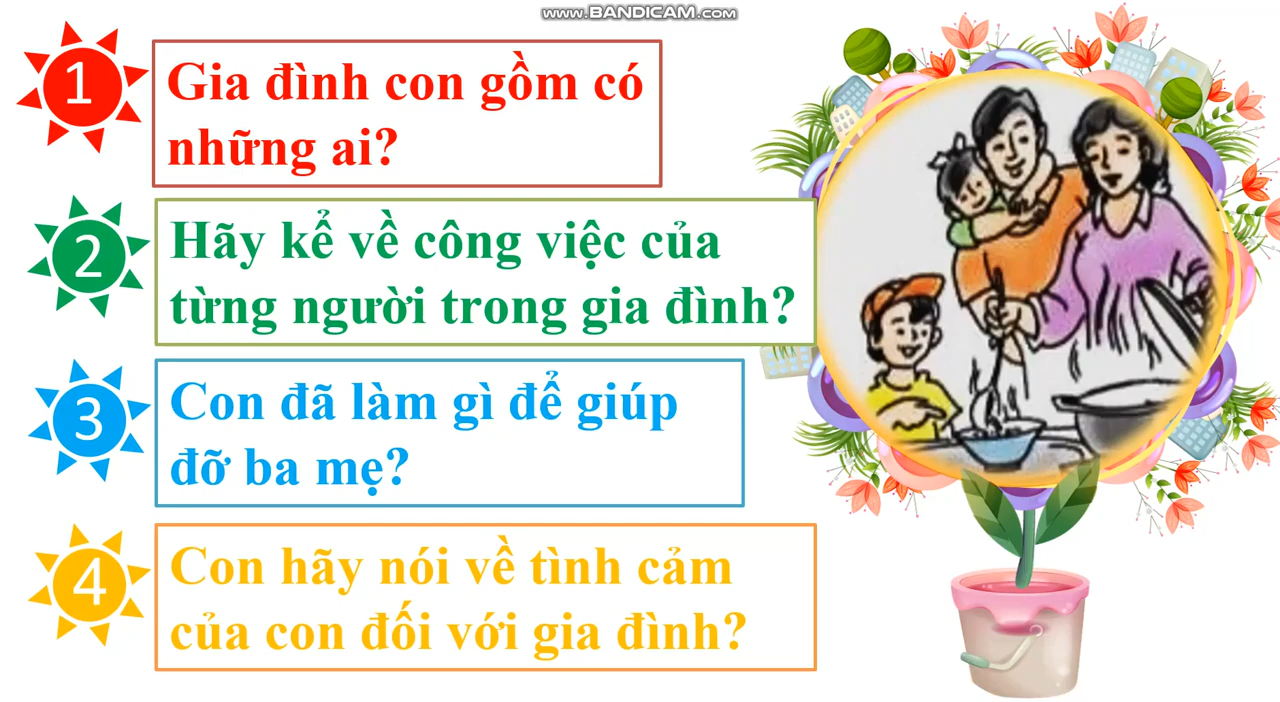 www.BANDICAM.com
1
Gia đình con gồm có
những ai?
2
Hãy kể về công việc của
từng người trong gia đình?
3
Con đã làm gì để giúp
đỡ ba mẹ?
4
Con hãy nói về tình cảm
của con đối với gia đình?